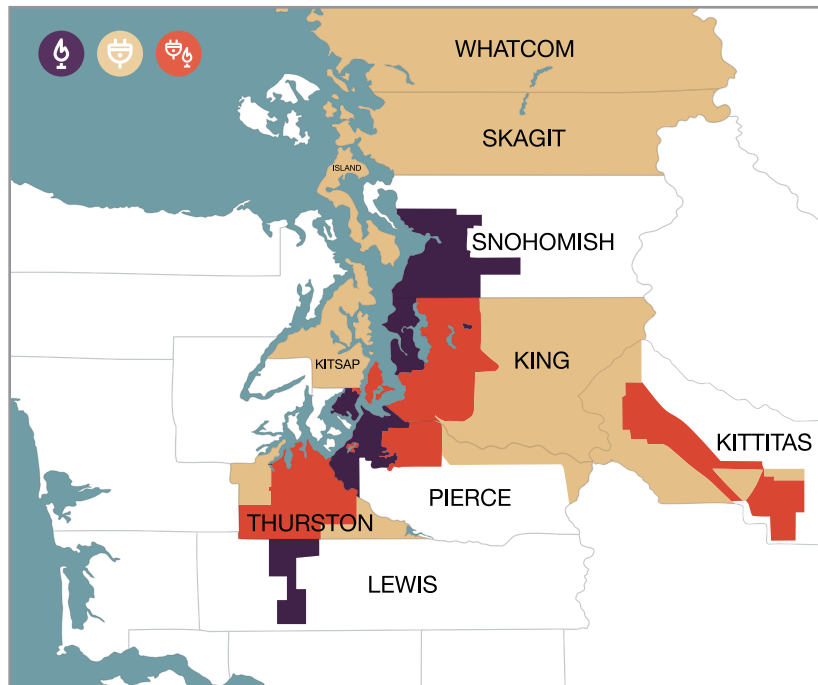 WHATCOM
SKAGIT
ISLAND
SNOHOMISH
KITSAP
KING
KITTITAS
PIERCE
THURSTON
LEWIS